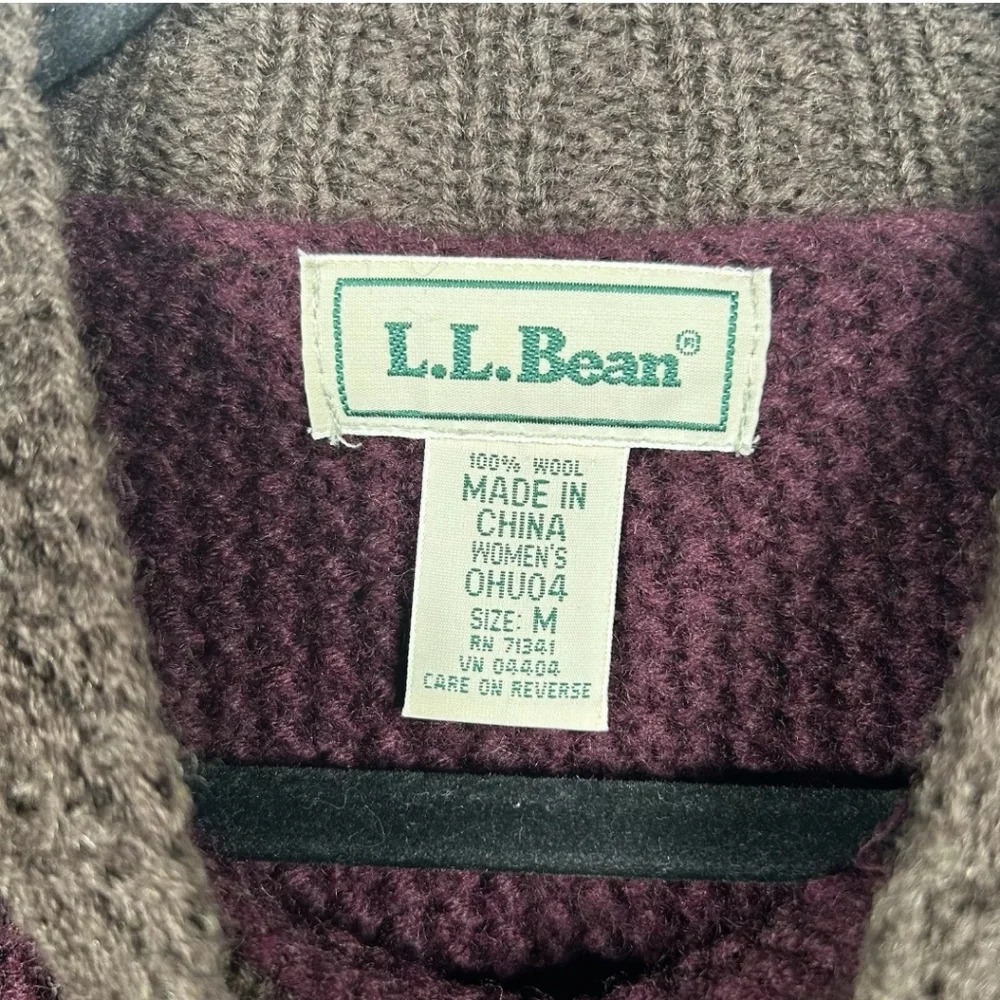 L.L.Bean®
100% WOOL
MADE IN
CHINA
WOMEN'S
OHU04
SIZE: M
RN 71341
VN 04404
CARE ON REVERSE